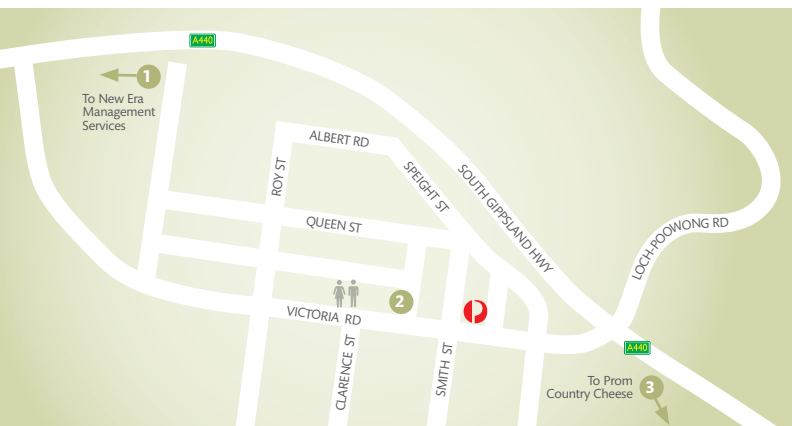 A440
1
To New Era
Management
Services
ALBERT RD
ROY ST
SPEIGHT ST
SOUTH GIPPSLAND HWY
LOCH-POOWONG RD
QUEEN ST
2
VICTORIA RD
CLARENCE ST
SMITH ST
A440
To Prom
Country Cheese
3